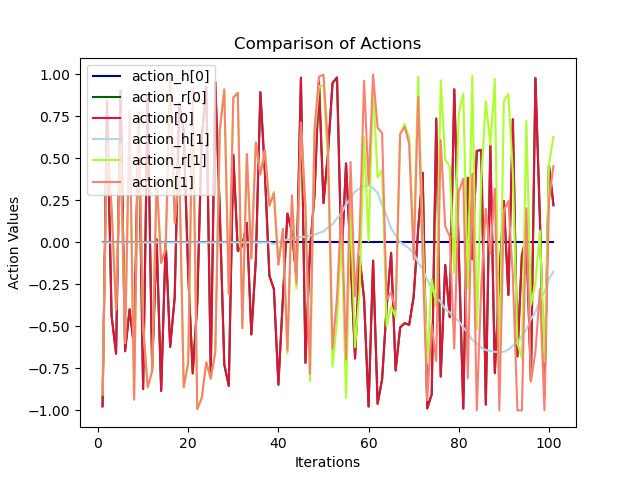 Comparison of Actions
action_h[0]
action_r[0]
action[0]
action_h[1]
action_r[1]
action[1]
1.00
0.75
0.50
0.25
0.00
−0.25
−0.50
−0.75
−1.00
Action Values
0 20 40 60 80 100
Iterations